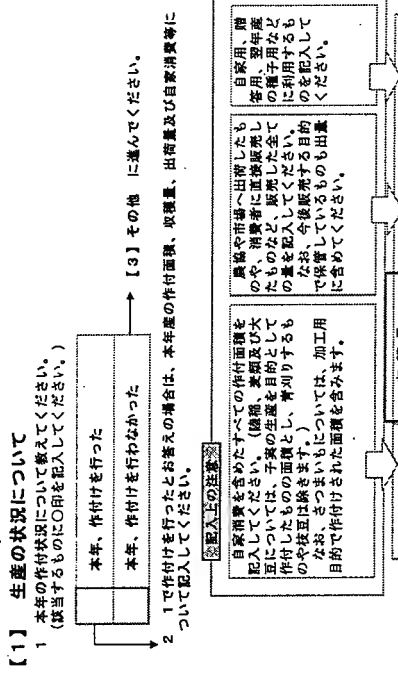 【1】 生産の状況について
1 本年の作付状況について教えてください。
(該当するものに〇印を記入してください。)
本年、作付けを行った
本年、作付けを行わなかった
【3】その他 に進んでください。
2 1で作付けを行ったとお答えの場合は、本年産の作付面積、収穫量、出荷量及び自家消費等に
ついて記入してください。
※記入上の注意※
自家消費を含めたすべての作付面積を
記入してください。(陸稲、麦類及び大
豆については、子実の生産を目的として
作付したものの面積とし、青刈りするも
のや枝豆は除きます。)
なお、さつまいもについては、加工用
目的で作付けされた面積を含みます。
農協や市場へ出荷したも
のや、消費者に直接販売し
たものなど、販売した全て
の量を記入してください。
なお、今後販売する目的
で保管しているものも出荷
に含めてください。
自家用、贈
答用、翌年産
の種子用など
に利用するも
のを記入して
ください。